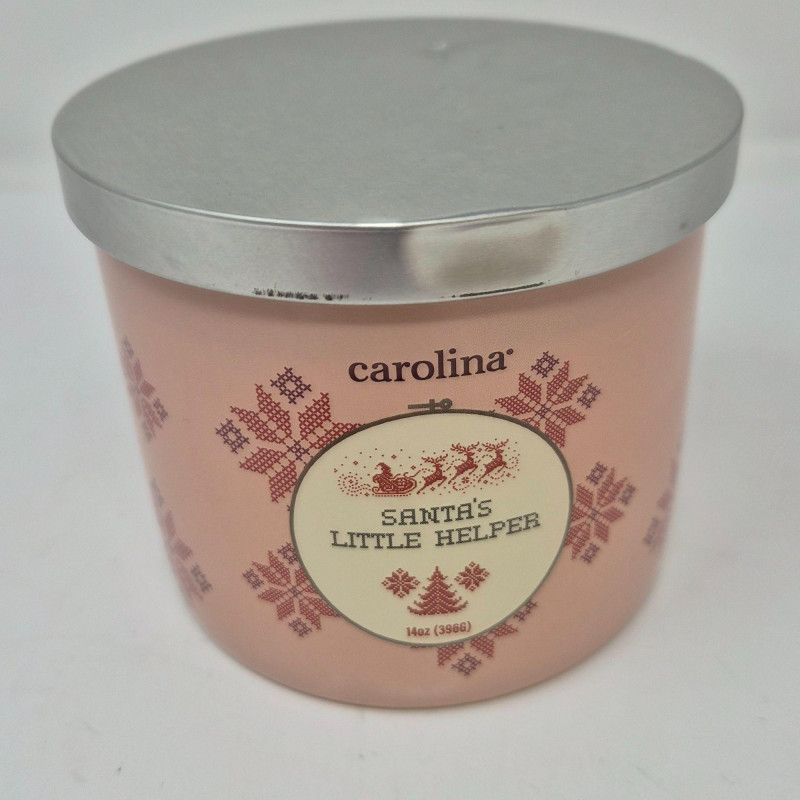 carolina
SANTA'S
LITTLE HELPER
14oz (396G)